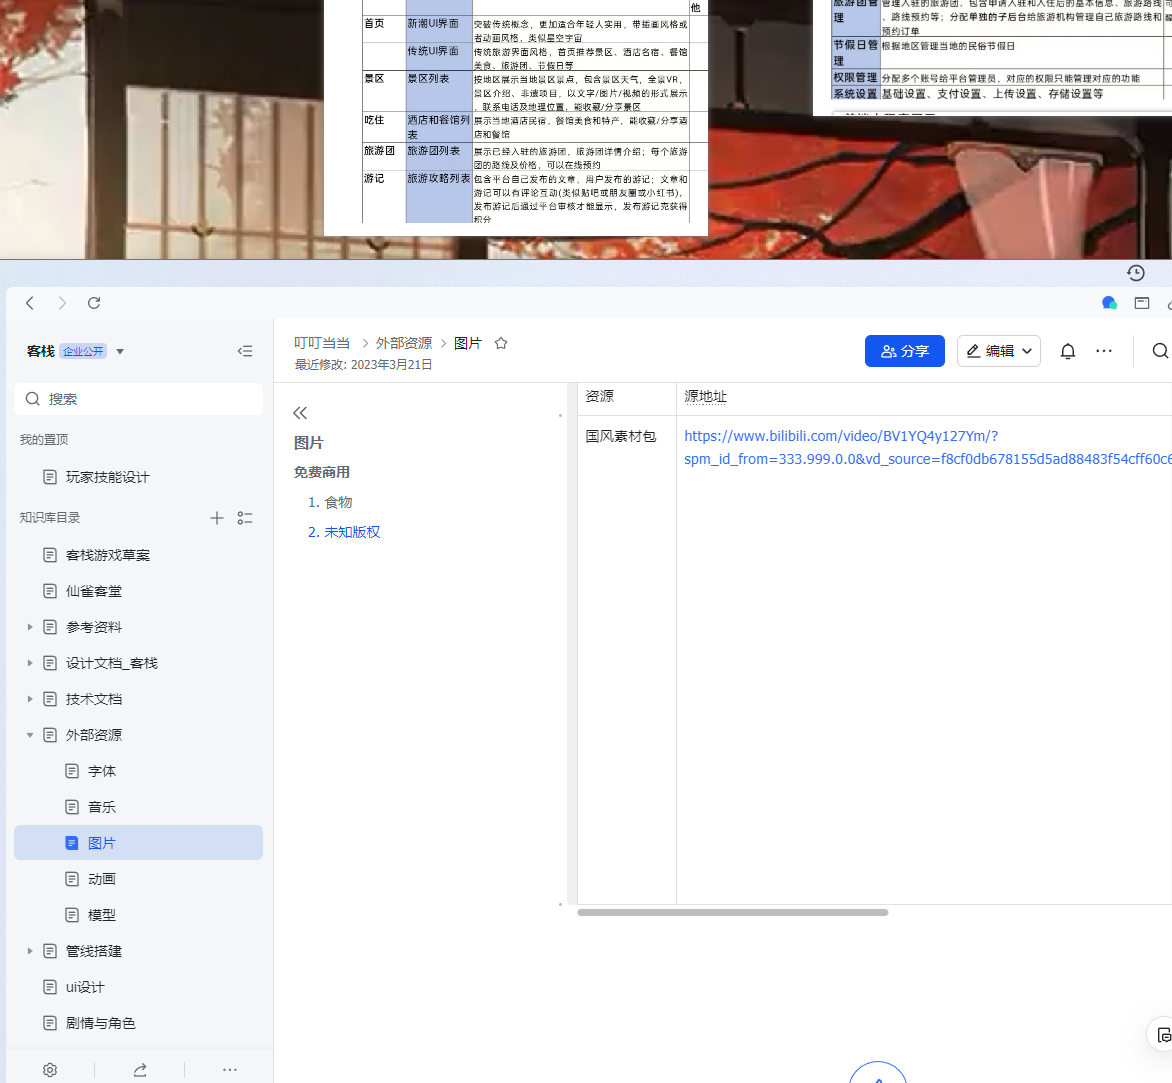 他
首页
新潮UI界面
突破传统概念，更加适合年轻人实用，带插画风格或
者动画风格，类似星空宇宙
传统UI界面
传统旅游界面风格，首页推荐景区、酒店名宿、餐馆
美食、旅游团、节假日等
景区
景区列表
按地区展示当地景区景点，包含景区天气，全景VR，
景区介绍、非遗项目，以文字/图片/视频的形式展示
，联系电话及地理位置，能收藏/分享景区
吃住
酒店和餐馆列
表
展示当地酒店民宿，餐馆美食和特产，能收藏/分享酒
店和餐馆
旅游团
旅游团列表
展示已经入驻的旅游团，旅游团详情介绍；每个旅游
团的路线及价格，可以在线预约
游记
旅游攻略列表
包含平台自己发布的文章，用户发布的游记；文章和
游记可以有评论互动(类似贴吧或朋友圈或小红书)，
发布游记后通过平台审核才能显示，发布游记克获得
积分
旅游团管
理
管理入驻的旅游团，包含申请入驻和入住后的基本信息、旅游路线
、路线预约等；分配单独的子后台给旅游机构管理自己旅游路线和
预约订单
节假日管
理
根据地区管理当地的民俗节假日
权限管理
分配多个账号给平台管理员，对应的权限只能管理对应的功能
系统设置
基础设置、支付设置、上传设置、存储设置等
客栈 企业公开
搜索
我的置页
玩家技能设计
知识库目录
客栈游戏草案
仙雀客堂
参考资料
设计文档_客栈
技术文档
外部资源
字体
音乐
图片
动画
模型
管线搭建
ui设计
剧情与角色
叮叮当当 > 外部资源 > 图片
最近修改: 2023年3月21日
分享
编辑
图片
免费商用
1. 食物
2. 未知版权
资源
源地址
国风素材包
https://www.bilibili.com/video/BV1YQ4y127Ym/?
spm_id_from=333.999.0.0&vd_source=f8cf0db678155d5ad88483f54cff60c6